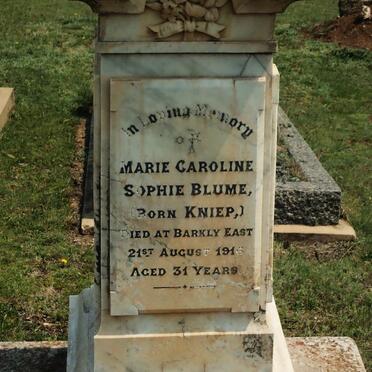 In Loving Memory
of
MARIE CAROLINE
SOPHIE BLUME,
BORN KNIEP,)
DIED AT BARKLY EAST
21ST AUGUST
AGED 31 YEARS